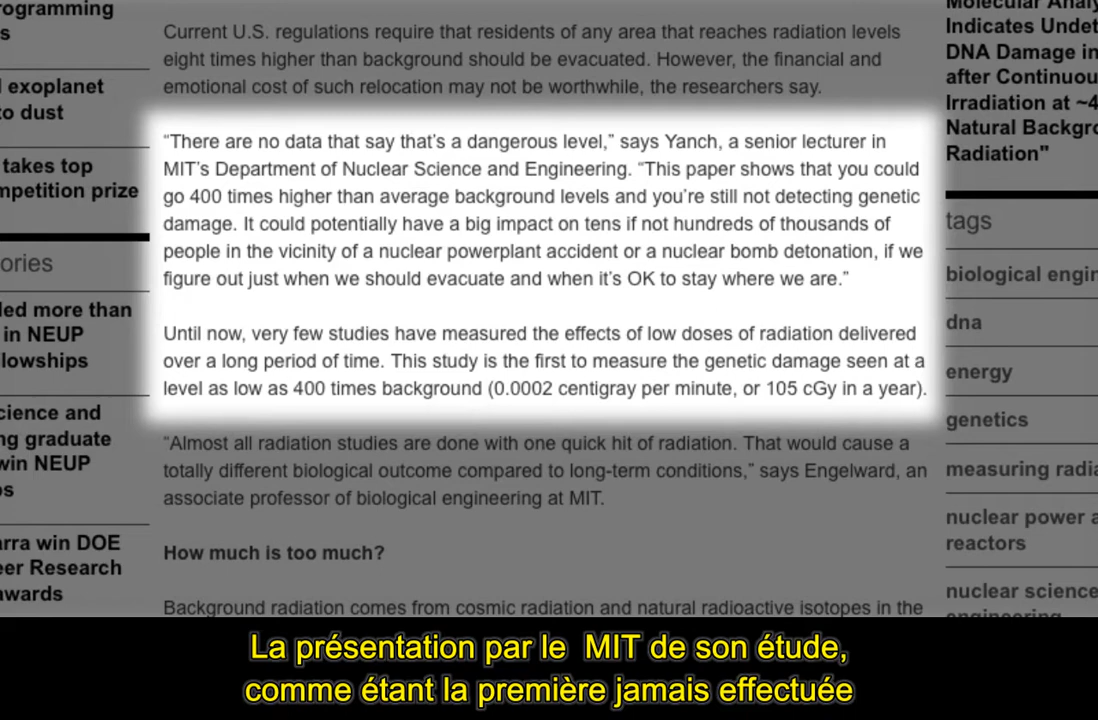 rogramming
s
exoplanet
to dust
takes top
mpetition prize
ories
led more than
in NEUP
llowships
cience and
ng graduate
win NEUP
ps
arra win DOE
eer Research
awards
Current U.S. regulations require that residents of any area that reaches radiation levels
eight times higher than background should be evacuated. However, the financial and
emotional cost of such relocation may not be worthwhile, the researchers say.
“There are no data that say that’s a dangerous level,” says Yanch, a senior lecturer in
MIT’s Department of Nuclear Science and Engineering. “This paper shows that you could
go 400 times higher than average background levels and you’re still not detecting genetic
damage. It could potentially have a big impact on tens if not hundreds of thousands of
people in the vicinity of a nuclear powerplant accident or a nuclear bomb detonation, if we
figure out just when we should evacuate and when it’s OK to stay where we are.”
Until now, very few studies have measured the effects of low doses of radiation delivered
over a long period of time. This study is the first to measure the genetic damage seen at a
level as low as 400 times background (0.0002 centigray per minute, or 105 cGy in a year).
“Almost all radiation studies are done with one quick hit of radiation. That would cause a
totally different biological outcome compared to long-term conditions,” says Engelward, an
associate professor of biological engineering at MIT.
How much is too much?
Background radiation comes from cosmic radiation and natural radioactive isotopes in the
Molecular Analy
Indicates Undet
DNA Damage in
after Continuou
Irradiation at ~4
Natural Backgro
Radiation"
tags
biological engin
dna
energy
genetics
measuring radia
nuclear power a
reactors
nuclear science
engineering
La présentation par le MIT de son étude,
comme étant la première jamais effectuée